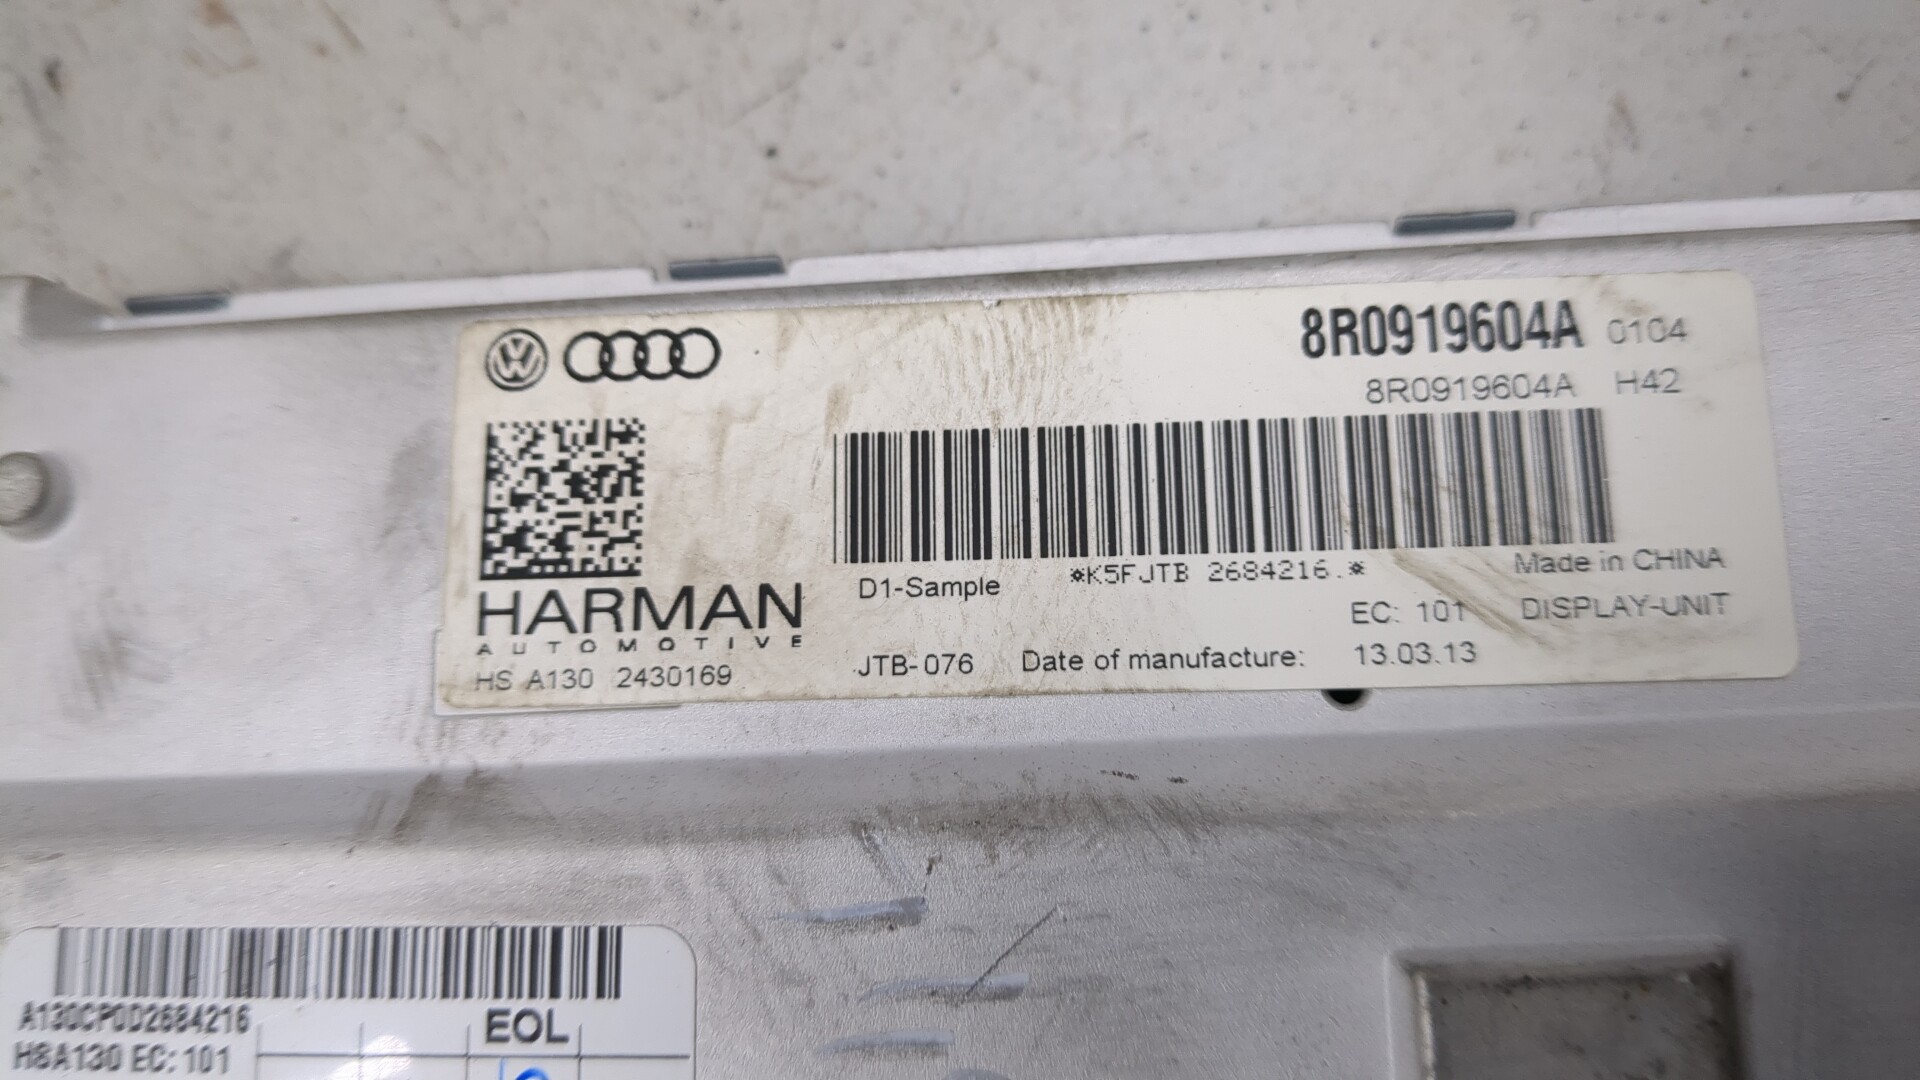 8R0919604A 0104
8R0919604A H42
HARMAN
AUTOMOTIVE
HS A130 2430169
D1-Sample *K5FJTB 2684216.* Made in CHINA
EC: 101 DISPLAY-UNIT
JTB-076 Date of manufacture: 13.03.13
A130CP0D2684216
EOL
HSA130 EC: 101